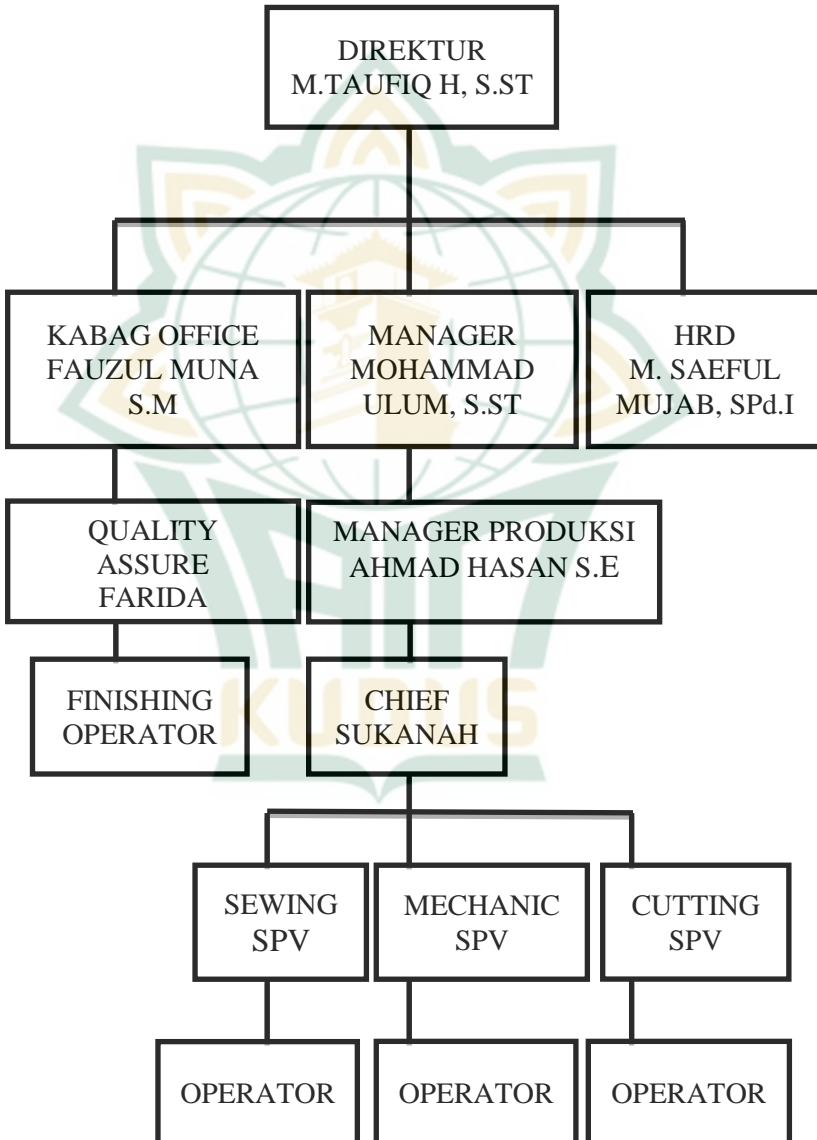 DIREKTUR
M.TAUFIQ H, S.ST
KABAG OFFICE
FAUZUL MUNA
S.M
MANAGER
MOHAMMAD
ULUM, S.ST
HRD
M. SAEFUL
MUJAB, SPd.I
QUALITY
ASSURE
FARIDA
MANAGER PRODUKSI
AHMAD HASAN S.E
FINISHING
OPERATOR
CHIEF
SUKANAH
KUDUS
SEWING
SPV
MECHANIC
SPV
CUTTING
SPV
OPERATOR
OPERATOR
OPERATOR